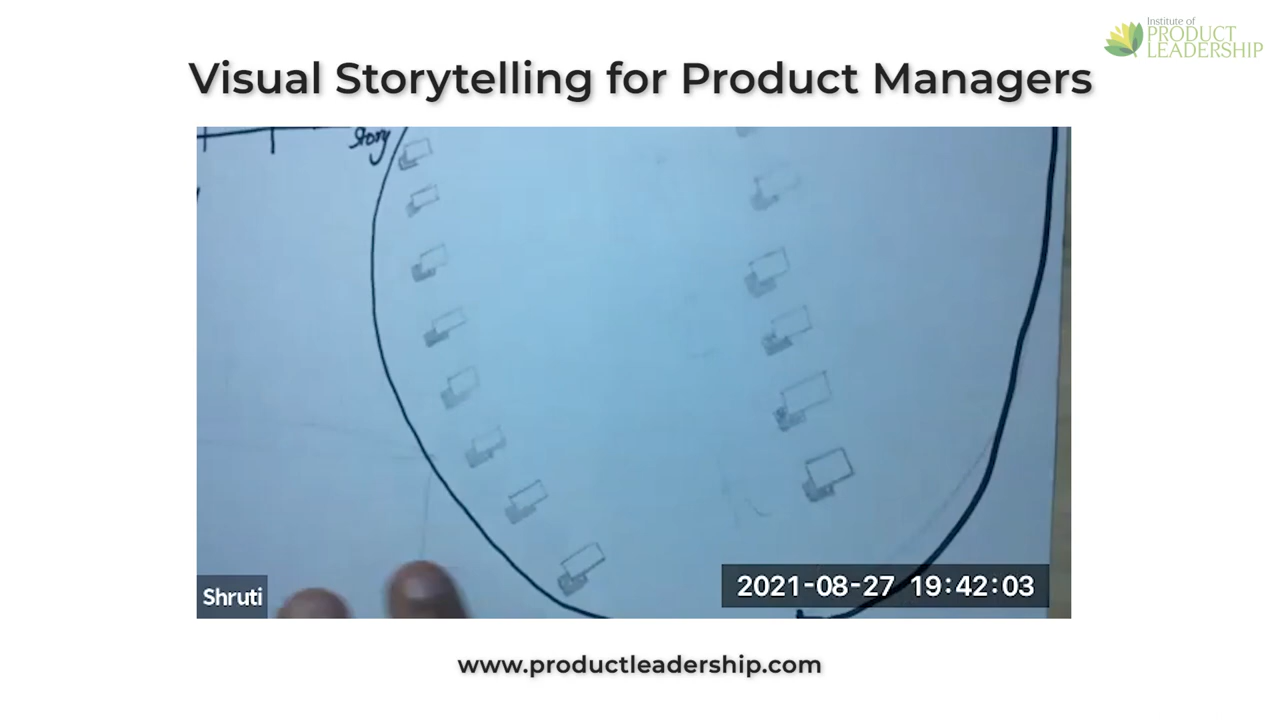 Institute of
PRODUCT
LEADERSHIP
Visual Storytelling for Product Managers
Story
Shruti
2021-08-27 19:42:03
www.productleadership.com